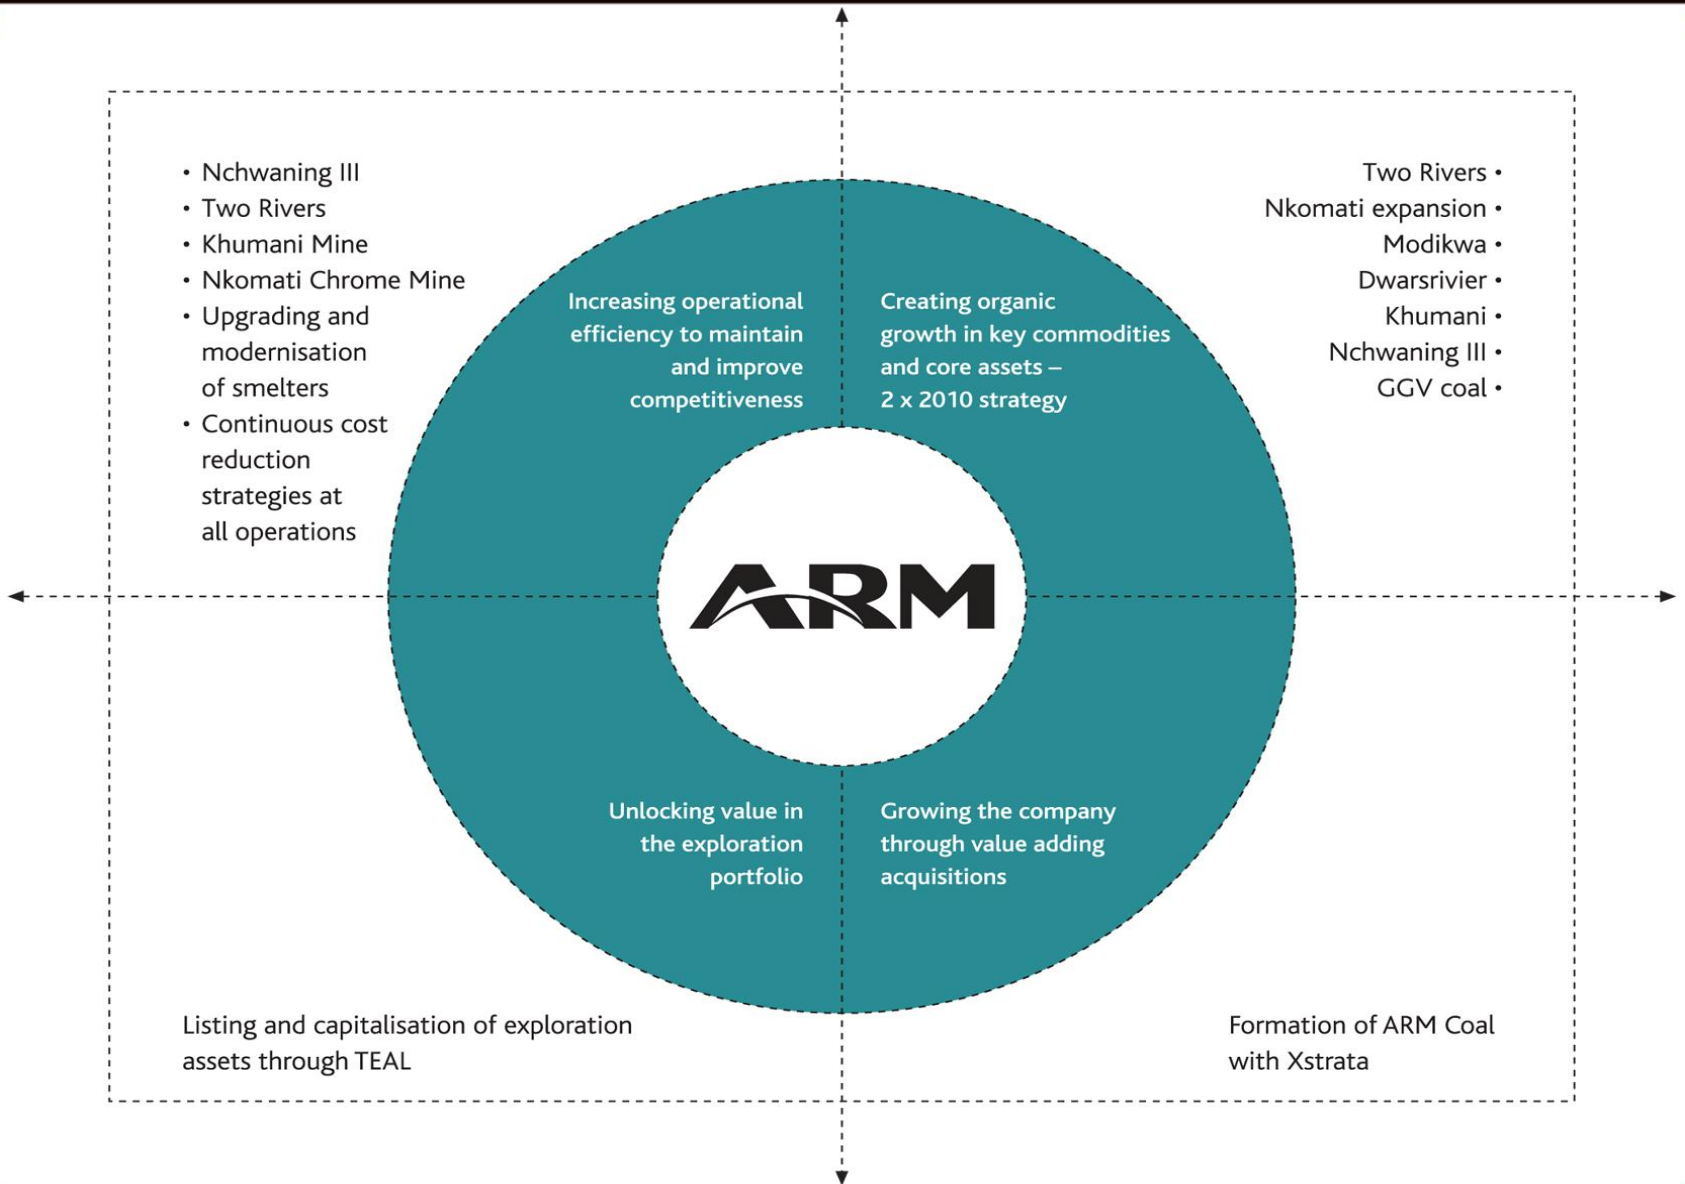 • Nchwaning III
• Two Rivers
• Khumani Mine
• Nkomati Chrome Mine
• Upgrading and
modernisation
of smelters
• Continuous cost
reduction
strategies at
all operations
Increasing operational
efficiency to maintain
and improve
competitiveness
Creating organic
growth in key commodities
and core assets –
2 x 2010 strategy
Two Rivers •
Nkomati expansion •
Modikwa •
Dwarsrivier •
Khumani •
Nchwaning III •
GGV coal •
ARM
Unlocking value in
the exploration
portfolio
Growing the company
through value adding
acquisitions
Listing and capitalisation of exploration
assets through TEAL
Formation of ARM Coal
with Xstrata